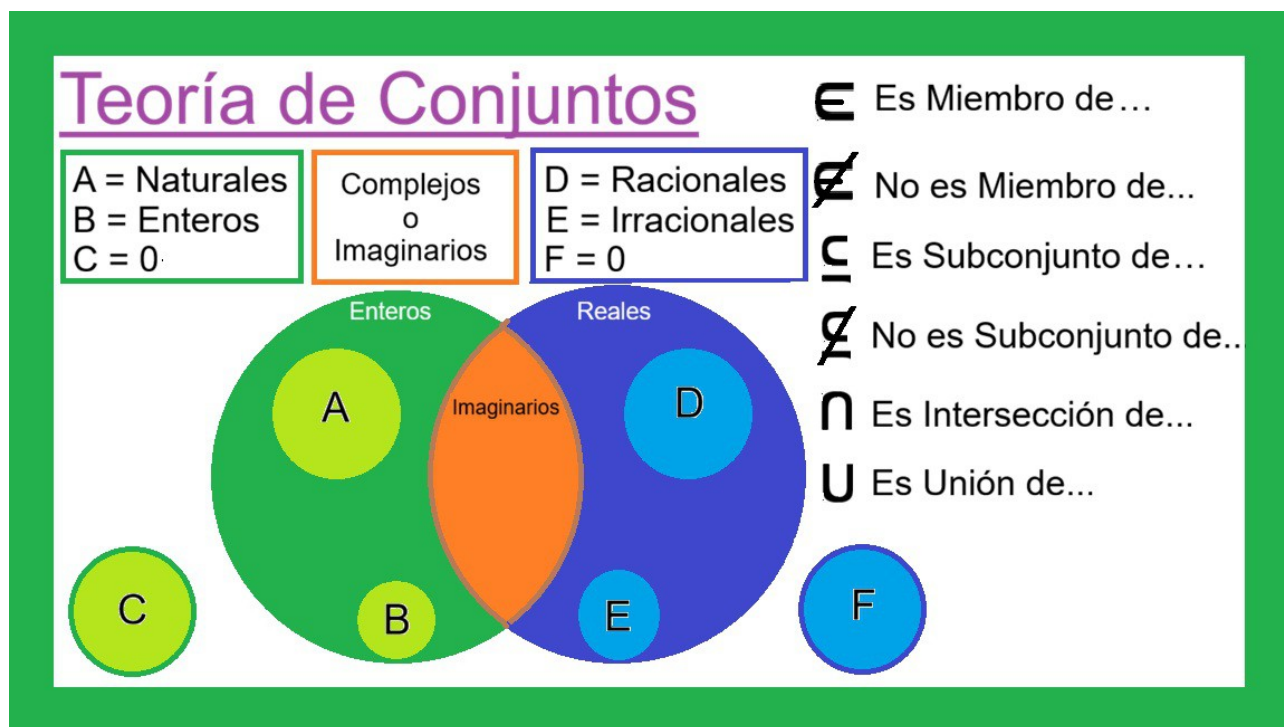 Teoría de Conjuntos
A = Naturales
B = Enteros
C = 0
Complejos
o
Imaginarios
D = Racionales
E = Irracionales
F = 0
∈ Es Miembro de...
∉ No es Miembro de...
⊆ Es Subconjunto de...
⊈ No es Subconjunto de...
∩ Es Intersección de...
∪ Es Unión de...
Enteros
Reales
A
Imaginarios
D
B
E
C
F